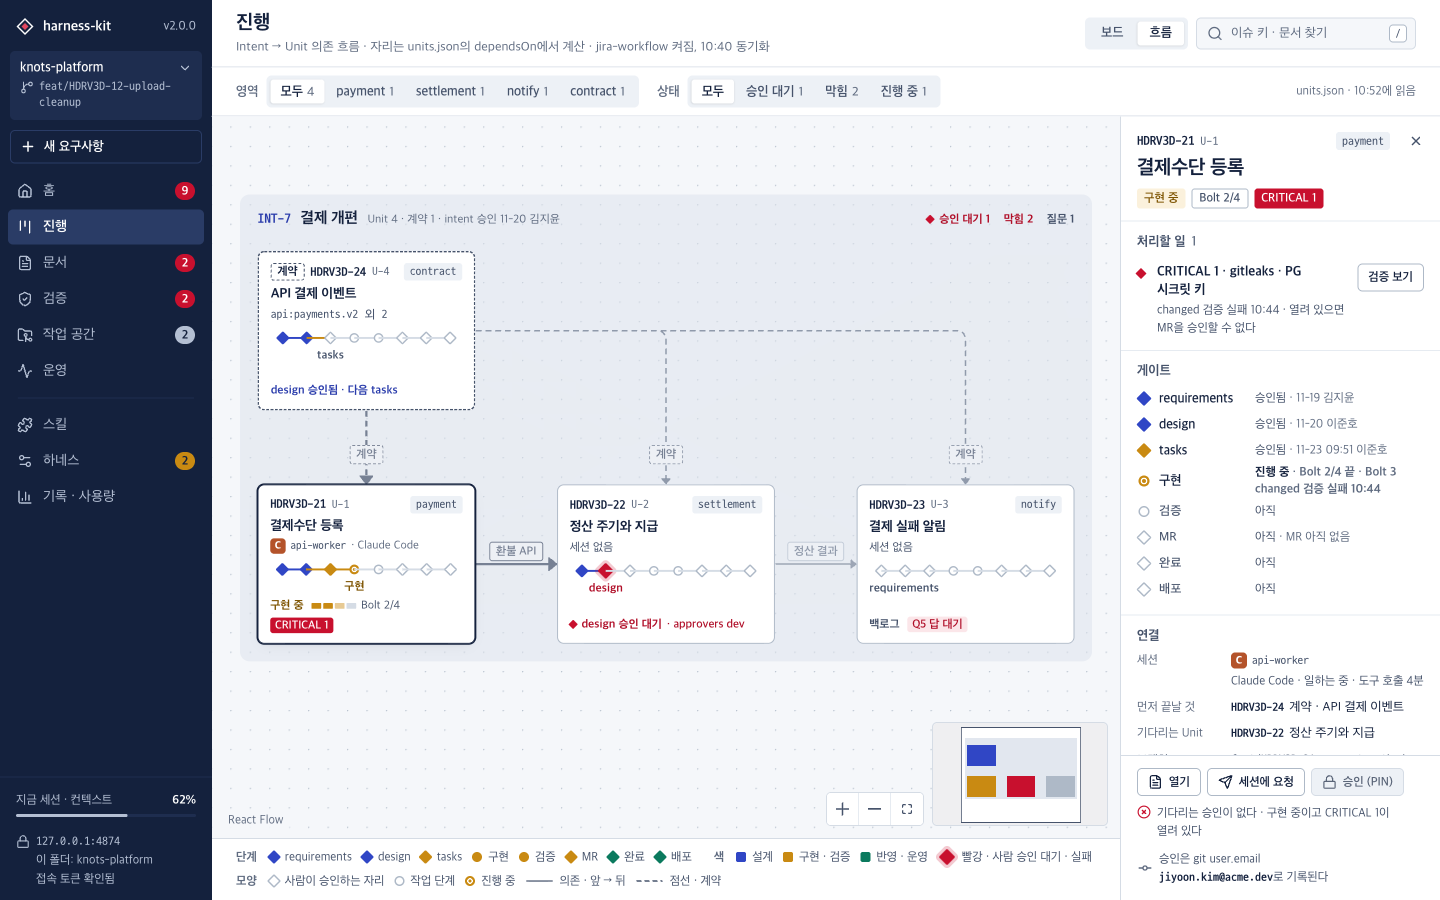 harness-kit v2.0.0
knots-platform
feat/HDRV3D-12-upload-
cleanup
새 요구사항
홈 9
진행
문서 2
검증 2
작업 공간 2
운영
스킬
하네스 2
기록 · 사용량
지금 세션 · 컨텍스트 62%
127.0.0.1:4874
이 폴더: knots-platform
접속 토큰 확인됨
진행
Intent → Unit 의존 흐름 · 자리는 units.json의 dependsOn에서 계산 · jira-workflow 켜짐, 10:40 동기화
보드 흐름
이슈 키 · 문서 찾기 /
영역 모두 4 payment 1 settlement 1 notify 1 contract 1 상태 모두 승인 대기 1 막힘 2 진행 중 1
units.json · 10:52에 읽음
INT-7 결제 개편 Unit 4 · 계약 1 · intent 승인 11-20 김지윤
승인 대기 1 막힘 2 질문 1
계약 HDRV3D-24 U-4 contract
API 결제 이벤트
api:payments.v2 외 2
tasks
design 승인됨 · 다음 tasks
계약 계약 계약
HDRV3D-21 U-1 payment
결제수단 등록
C api-worker · Claude Code
구현
구현 중 Bolt 2/4
CRITICAL 1
환불 API
HDRV3D-22 U-2 settlement
정산 주기와 지급
세션 없음
design
design 승인 대기 · approvers dev
정산 결과
HDRV3D-23 U-3 notify
결제 실패 알림
세션 없음
requirements
백로그 Q5 답 대기
React Flow
단계 requirements design tasks 구현 검증 MR 완료 배포 색 설계 구현 · 검증 반영 · 운영 빨강 · 사람 승인 대기 · 실패
모양 사람이 승인하는 자리 작업 단계 진행 중 의존 · 앞 → 뒤 점선 · 계약
HDRV3D-21 U-1 payment
결제수단 등록
구현 중 Bolt 2/4 CRITICAL 1
처리할 일 1
CRITICAL 1 · gitleaks · PG
시크릿 키
검증 보기
changed 검증 실패 10:44 · 열려 있으면
MR을 승인할 수 없다
게이트
requirements 승인됨 · 11-19 김지윤
design 승인됨 · 11-20 이준호
tasks 승인됨 · 11-23 09:51 이준호
구현 진행 중 · Bolt 2/4 끝 · Bolt 3
changed 검증 실패 10:44
검증 아직
MR 아직 · MR 아직 없음
완료 아직
배포 아직
연결
세션 C api-worker
Claude Code · 일하는 중 · 도구 호출 4분
먼저 끝날 것 HDRV3D-24 계약 · API 결제 이벤트
기다리는 Unit HDRV3D-22 정산 주기와 지급
열기 세션에 요청 승인 (PIN)
기다리는 승인이 없다 · 구현 중이고 CRITICAL 1이
열려 있다
승인은 git user.email
jiyoon.kim@acme.dev로 기록된다